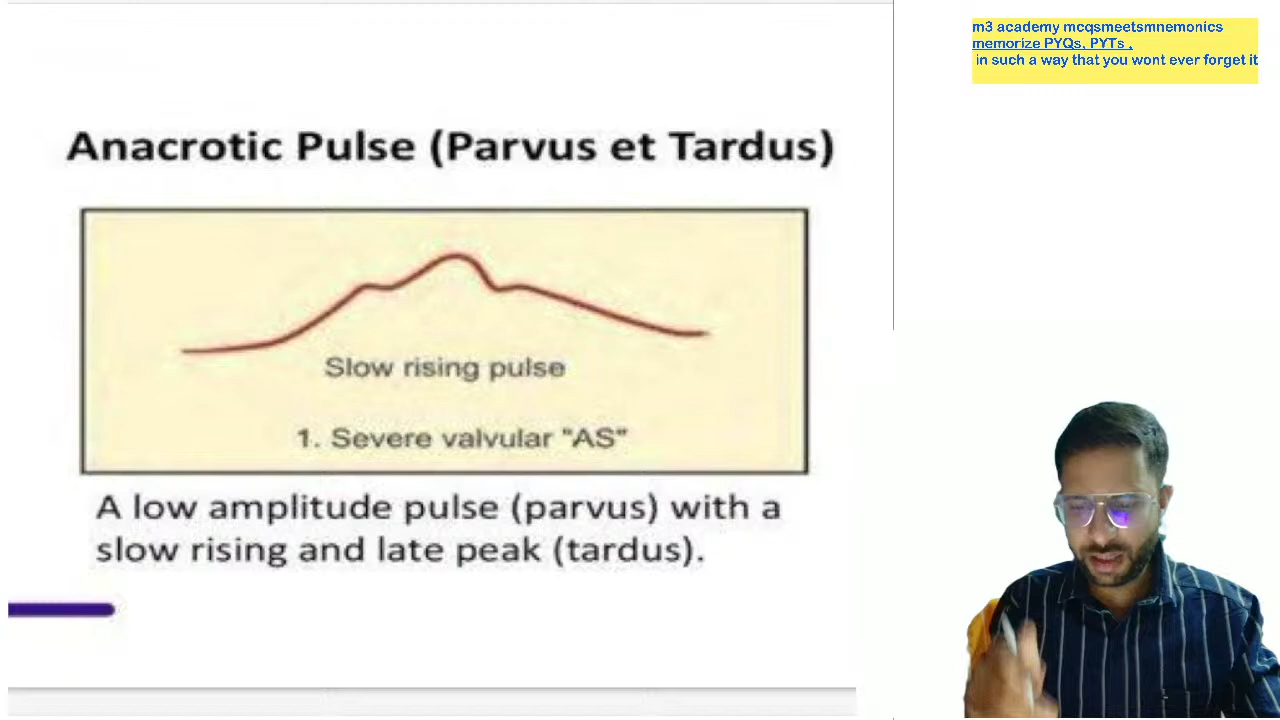 m3 academy mcqsmeetsmnemonics
memorize PYQs, PYTs ,
in such a way that you wont ever forget it
Anacrotic Pulse (Parvus et Tardus)
Slow rising pulse
1. Severe valvular "AS"
A low amplitude pulse (parvus) with a
slow rising and late peak (tardus).